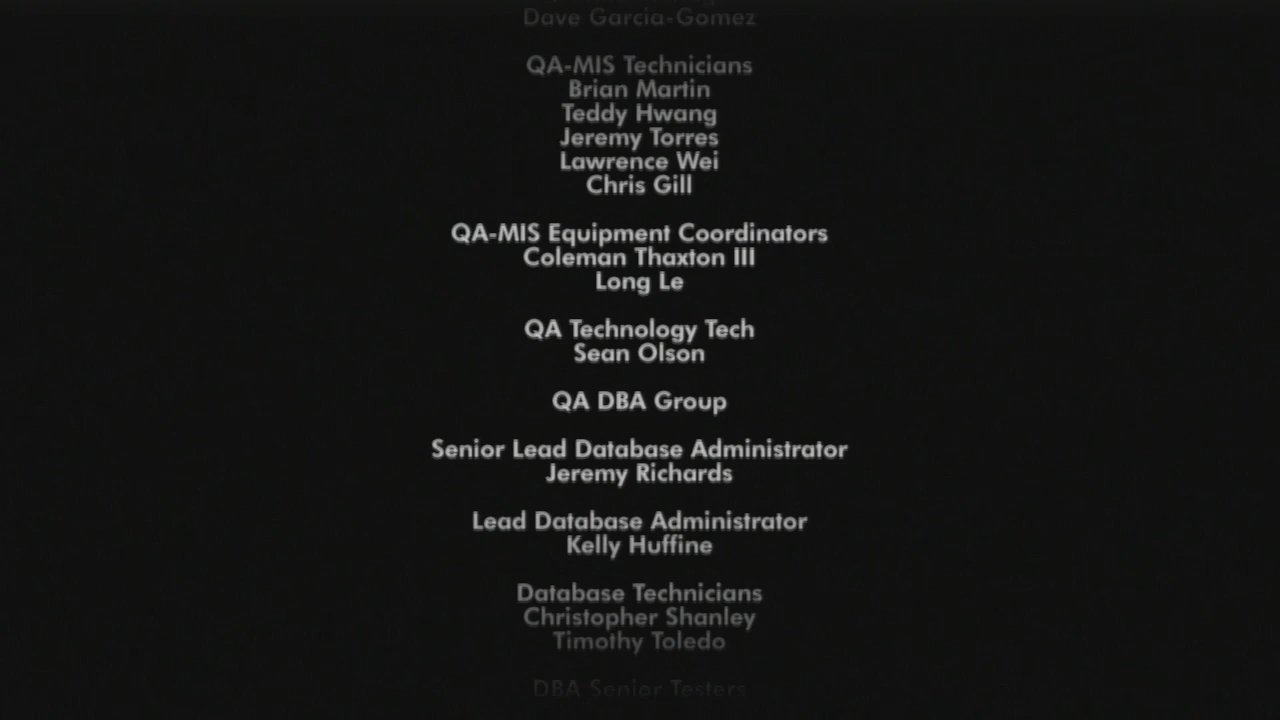 Dave Garcia-Gomez
QA-MIS Technicians
Brian Martin
Teddy Hwang
Jeremy Torres
Lawrence Wei
Chris Gill
QA-MIS Equipment Coordinators
Coleman Thaxton III
Long Le
QA Technology Tech
Sean Olson
QA DBA Group
Senior Lead Database Administrator
Jeremy Richards
Lead Database Administrator
Kelly Huffine
Database Technicians
Christopher Shanley
Timothy Toledo
DBA Senior Testers